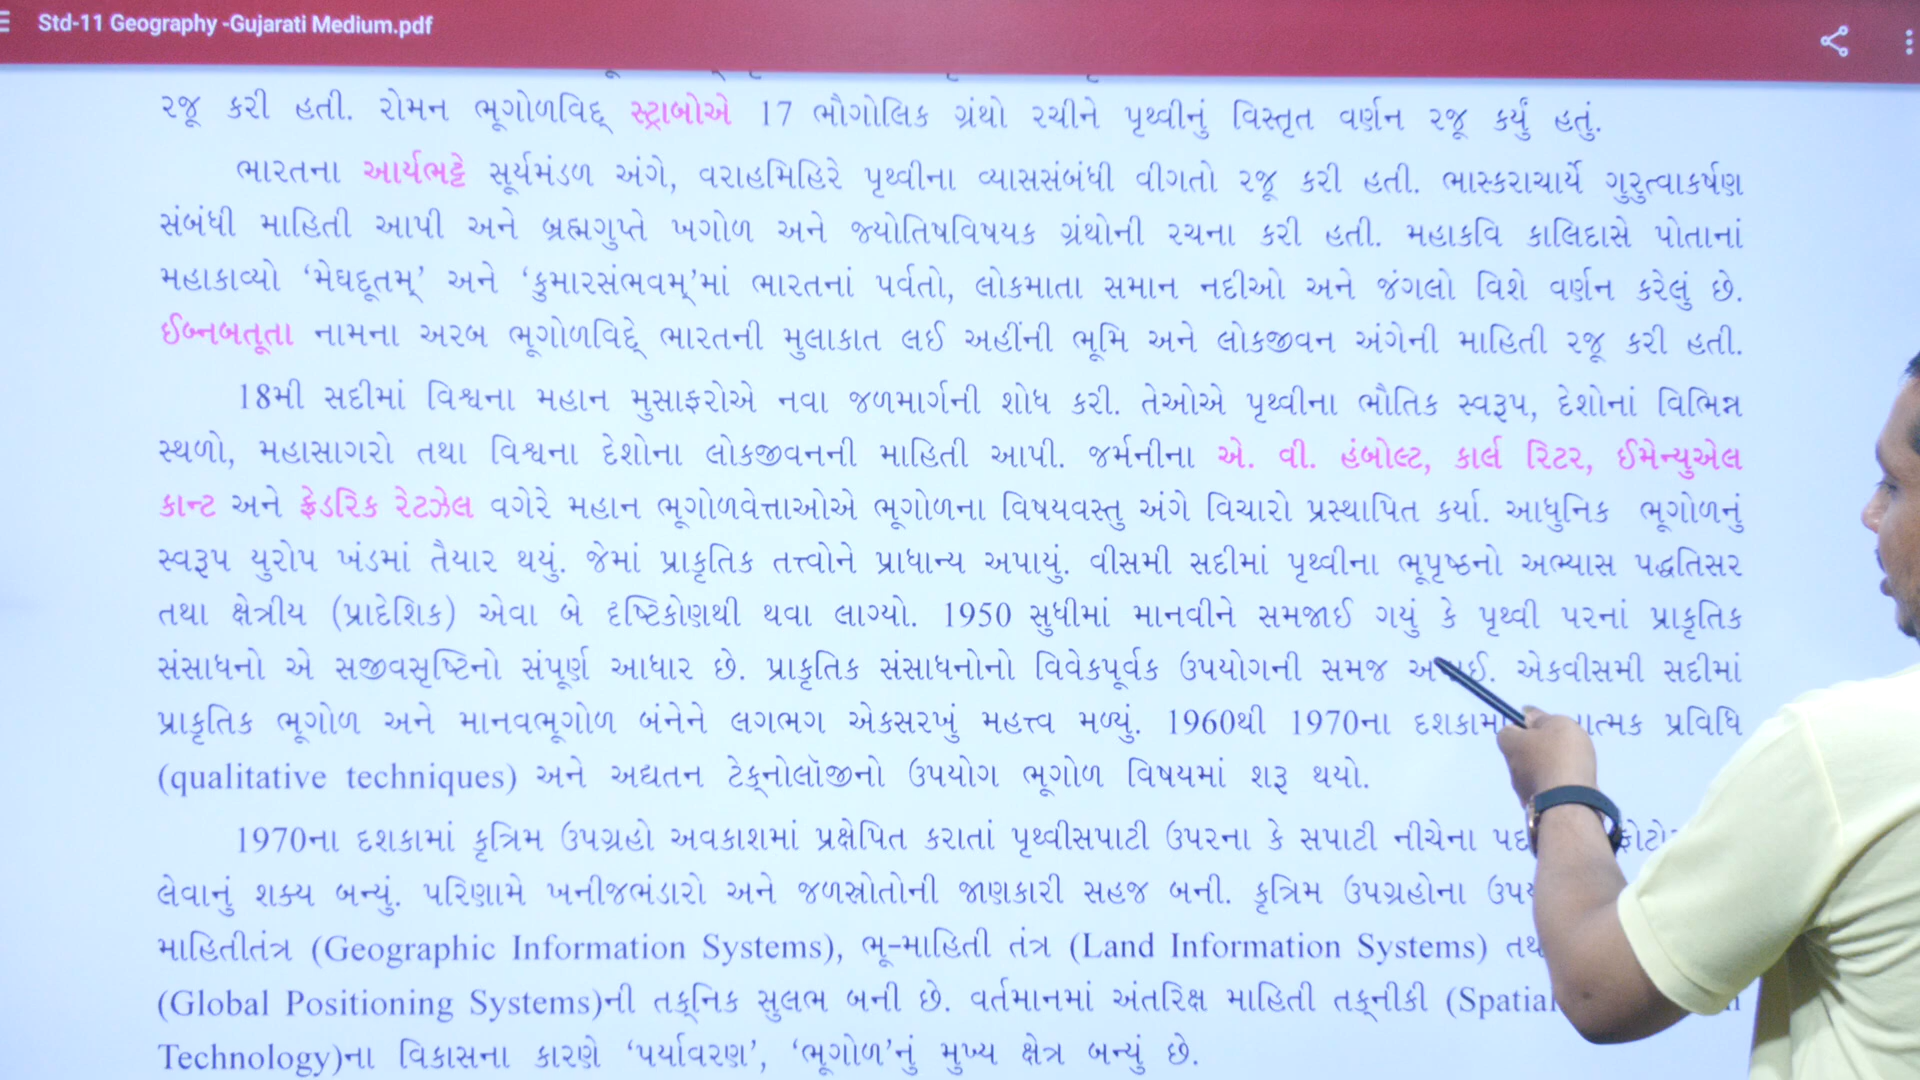 Std-11 Geography -Gujarati Medium.pdf
રજૂ કરી હતી. રોમન ભૂગોળવિદ્ સ્ટ્રાબોએ 17 ભૌગોલિક ગ્રંથો રચીને પૃથ્વીનું વિસ્તૃત વર્ણન રજૂ કર્યું હતું.
ભારતના આર્યભટ્ટે સૂર્યમંડળ અંગે, વરાહમિહિરે પૃથ્વીના વ્યાસસંબંધી વીગતો રજૂ કરી હતી. ભાસ્કરાચાર્યે ગુરુત્વાકર્ષણ
સંબંધી માહિતી આપી અને બ્રહ્મગુપ્તે ખગોળ અને જ્યોતિષવિષયક ગ્રંથોની રચના કરી હતી. મહાકવિ કાલિદાસે પોતાનાં
મહાકાવ્યો ‘મેઘદૂતમ્’ અને ‘કુમારસંભવમ્’માં ભારતનાં પર્વતો, લોકમાતા સમાન નદીઓ અને જંગલો વિશે વર્ણન કરેલું છે.
ઈબ્નબતૂતા નામના અરબ ભૂગોળવિદ્દે ભારતની મુલાકાત લઈ અહીંની ભૂમિ અને લોકજીવન અંગેની માહિતી રજૂ કરી હતી.
18મી સદીમાં વિશ્વના મહાન મુસાફરોએ નવા જળમાર્ગની શોધ કરી. તેઓએ પૃથ્વીના ભૌતિક સ્વરૂપ, દેશોનાં વિભિન્ન
સ્થળો, મહાસાગરો તથા વિશ્વના દેશોના લોકજીવનની માહિતી આપી. જર્મનીના એ. વી. હંબોલ્ટ, કાર્લ રિટર, ઈમેન્યુએલ
કાન્ટ અને ફ્રેડરિક રેટઝેલ વગેરે મહાન ભૂગોળવેત્તાઓએ ભૂગોળના વિષયવસ્તુ અંગે વિચારો પ્રસ્થાપિત કર્યા. આધુનિક ભૂગોળનું
સ્વરૂપ યુરોપ ખંડમાં તૈયાર થયું. જેમાં પ્રાકૃતિક તત્ત્વોને પ્રાધાન્ય અપાયું. વીસમી સદીમાં પૃથ્વીના ભૂપૃષ્ઠનો અભ્યાસ પદ્ધતિસર
તથા ક્ષેત્રીય (પ્રાદેશિક) એવા બે દૃષ્ટિકોણથી થવા લાગ્યો. 1950 સુધીમાં માનવીને સમજાઈ ગયું કે પૃથ્વી પરનાં પ્રાકૃતિક
સંસાધનો એ સજીવસૃષ્ટિનો સંપૂર્ણ આધાર છે. પ્રાકૃતિક સંસાધનોનો વિવેકપૂર્વક ઉપયોગની સમજ એકવીસમી સદીમાં
પ્રાકૃતિક ભૂગોળ અને માનવભૂગોળ બંનેને લગભગ એકસરખું મહત્ત્વ મળ્યું. 1960થી 1970ના દશકામાં પ્રવિધિ
(qualitative techniques) અને અદ્યતન ટેક્નોલૉજીનો ઉપયોગ ભૂગોળ વિષયમાં શરૂ થયો.
1970ના દશકામાં કૃત્રિમ ઉપગ્રહો અવકાશમાં પ્રક્ષેપિત કરાતાં પૃથ્વીસપાટી ઉપરના કે સપાટી નીચેના
લેવાનું શક્ય બન્યું. પરિણામે ખનીજભંડારો અને જળસ્રોતોની જાણકારી સહજ બની. કૃત્રિમ ઉપગ્રહોના
માહિતીતંત્ર (Geographic Information Systems), ભૂ-માહિતી તંત્ર (Land Information Systems)
(Global Positioning Systems)ની તક્નિક સુલભ બની છે. વર્તમાનમાં અંતરિક્ષ માહિતી તક્નીકી (Spatial
Technology)ના વિકાસના કારણે ‘પર્યાવરણ’, ‘ભૂગોળ’નું મુખ્ય ક્ષેત્ર બન્યું છે.